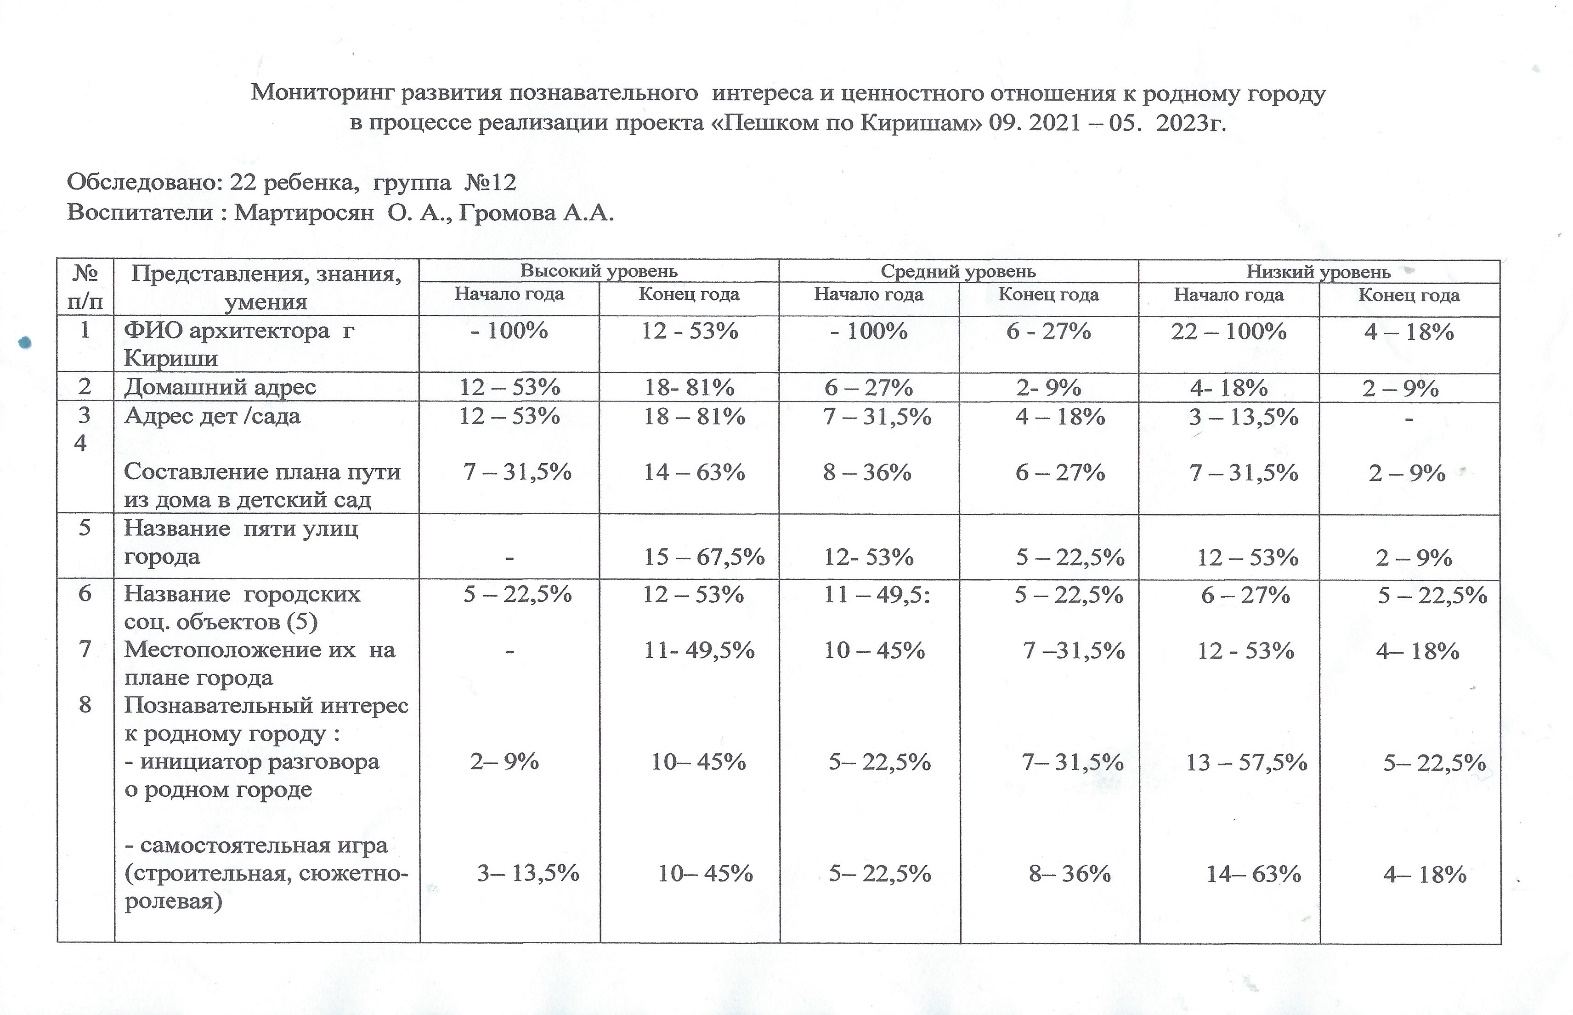 Мониторинг развития познавательного интереса и ценностного отношения к родному городу
в процессе реализации проекта «Пешком по Киришам» 09. 2021 – 05. 2023г.
Обследовано: 22 ребенка, группа №12
Воспитатели : Мартиросян О. А., Громова А.А.
№ Представления, знания, Высокий уровень Средний уровень Низкий уровень
п/п умения Начало года Конец года Начало года Конец года Начало года Конец года
1 ФИО архитектора г - 100% 12 - 53% - 100% 6 - 27% 22 – 100% 4 – 18%
Кириши
2 Домашний адрес 12 – 53% 18- 81% 6 – 27% 2- 9% 4- 18% 2 – 9%
3 Адрес дет /сада 12 – 53% 18 – 81% 7 – 31,5% 4 – 18% 3 – 13,5% -
4
Составление плана пути 7 – 31,5% 14 – 63% 8 – 36% 6 – 27% 7 – 31,5% 2 – 9%
из дома в детский сад
5 Название пяти улиц
города - 15 – 67,5% 12- 53% 5 – 22,5% 12 – 53% 2 – 9%
6 Название городских 5 – 22,5% 12 – 53% 11 – 49,5: 5 – 22,5% 6 – 27% 5 – 22,5%
соц. объектов (5)
7 Местоположение их на - 11- 49,5% 10 – 45% 7 –31,5% 12 - 53% 4– 18%
плане города
8 Познавательный интерес
к родному городу :
- инициатор разговора 2– 9% 10– 45% 5– 22,5% 7– 31,5% 13 – 57,5% 5– 22,5%
о родном городе
- самостоятельная игра
(строительная, сюжетно- 3– 13,5% 10– 45% 5– 22,5% 8– 36% 14– 63% 4– 18%
ролевая)